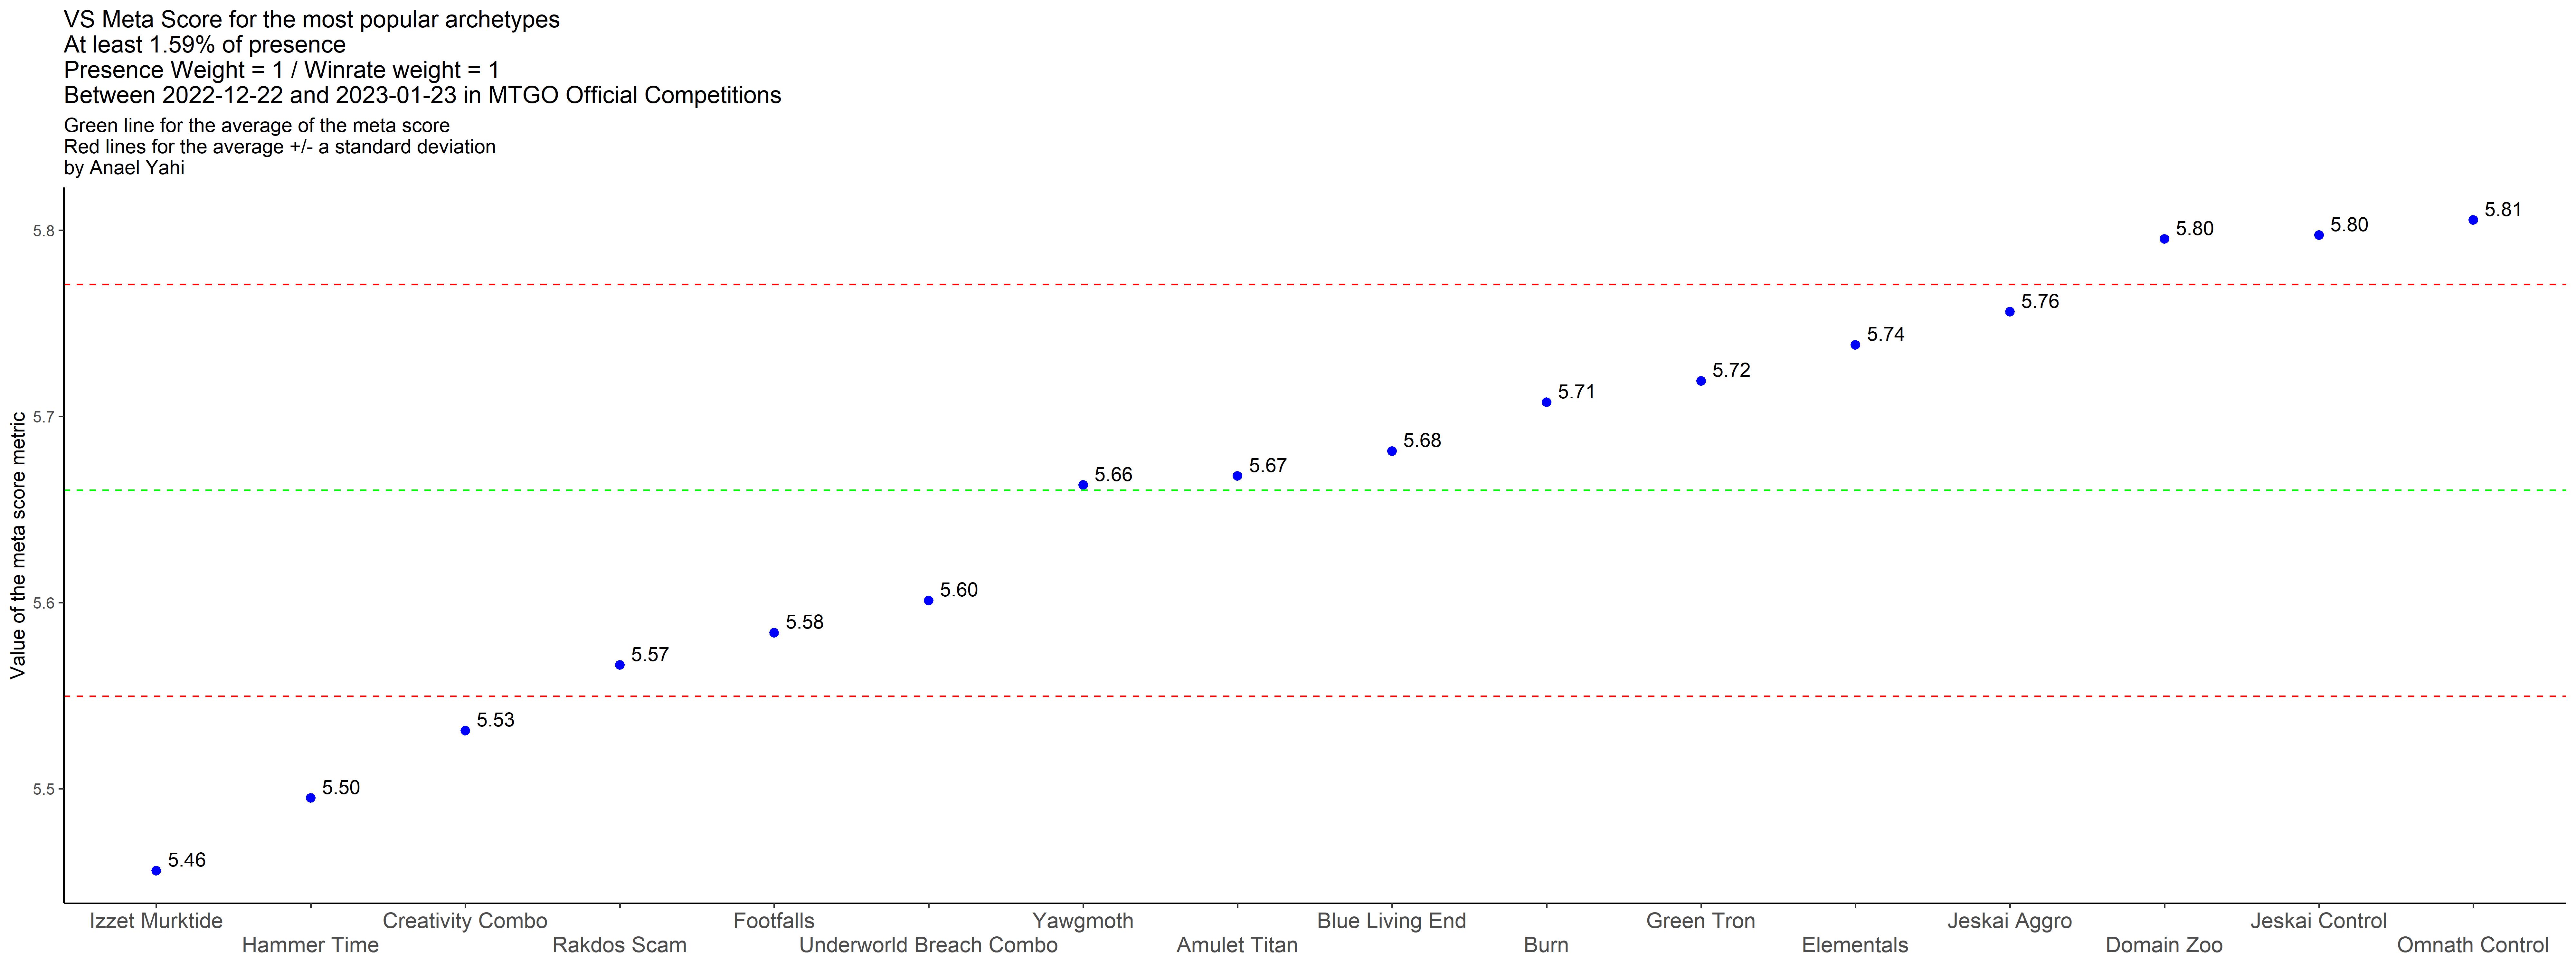 VS Meta Score for the most popular archetypes
At least 1.59% of presence
Presence Weight = 1 / Winrate weight = 1
Between 2022-12-22 and 2023-01-23 in MTGO Official Competitions
Green line for the average of the meta score
Red lines for the average +/- a standard deviation
by Anael Yahi
Value of the meta score metric
5.8
5.7
5.6
5.5
5.46
5.50
5.53
5.57
5.58
5.60
5.66
5.67
5.68
5.71
5.72
5.74
5.76
5.80
5.80
5.81
Izzet Murktide
Hammer Time
Creativity Combo
Rakdos Scam
Footfalls
Underworld Breach Combo
Yawgmoth
Amulet Titan
Blue Living End
Burn
Green Tron
Elementals
Jeskai Aggro
Domain Zoo
Jeskai Control
Omnath Control